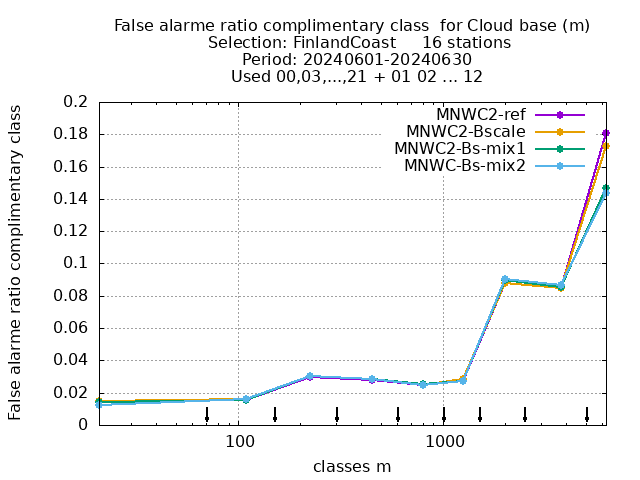 False alarme ratio complimentary class  for Cloud base (m)
Selection: FinlandCoast     16 stations
Period: 20240601-20240630
Used 00,03,...,21 + 01 02 ... 12
False alarme ratio complimentary class
0.2
0.18
0.16
0.14
0.12
0.1
0.08
0.06
0.04
0.02
0
MNWC2-ref
MNWC2-Bscale
MNWC2-Bs-mix1
MNWC-Bs-mix2
100
1000
classes m